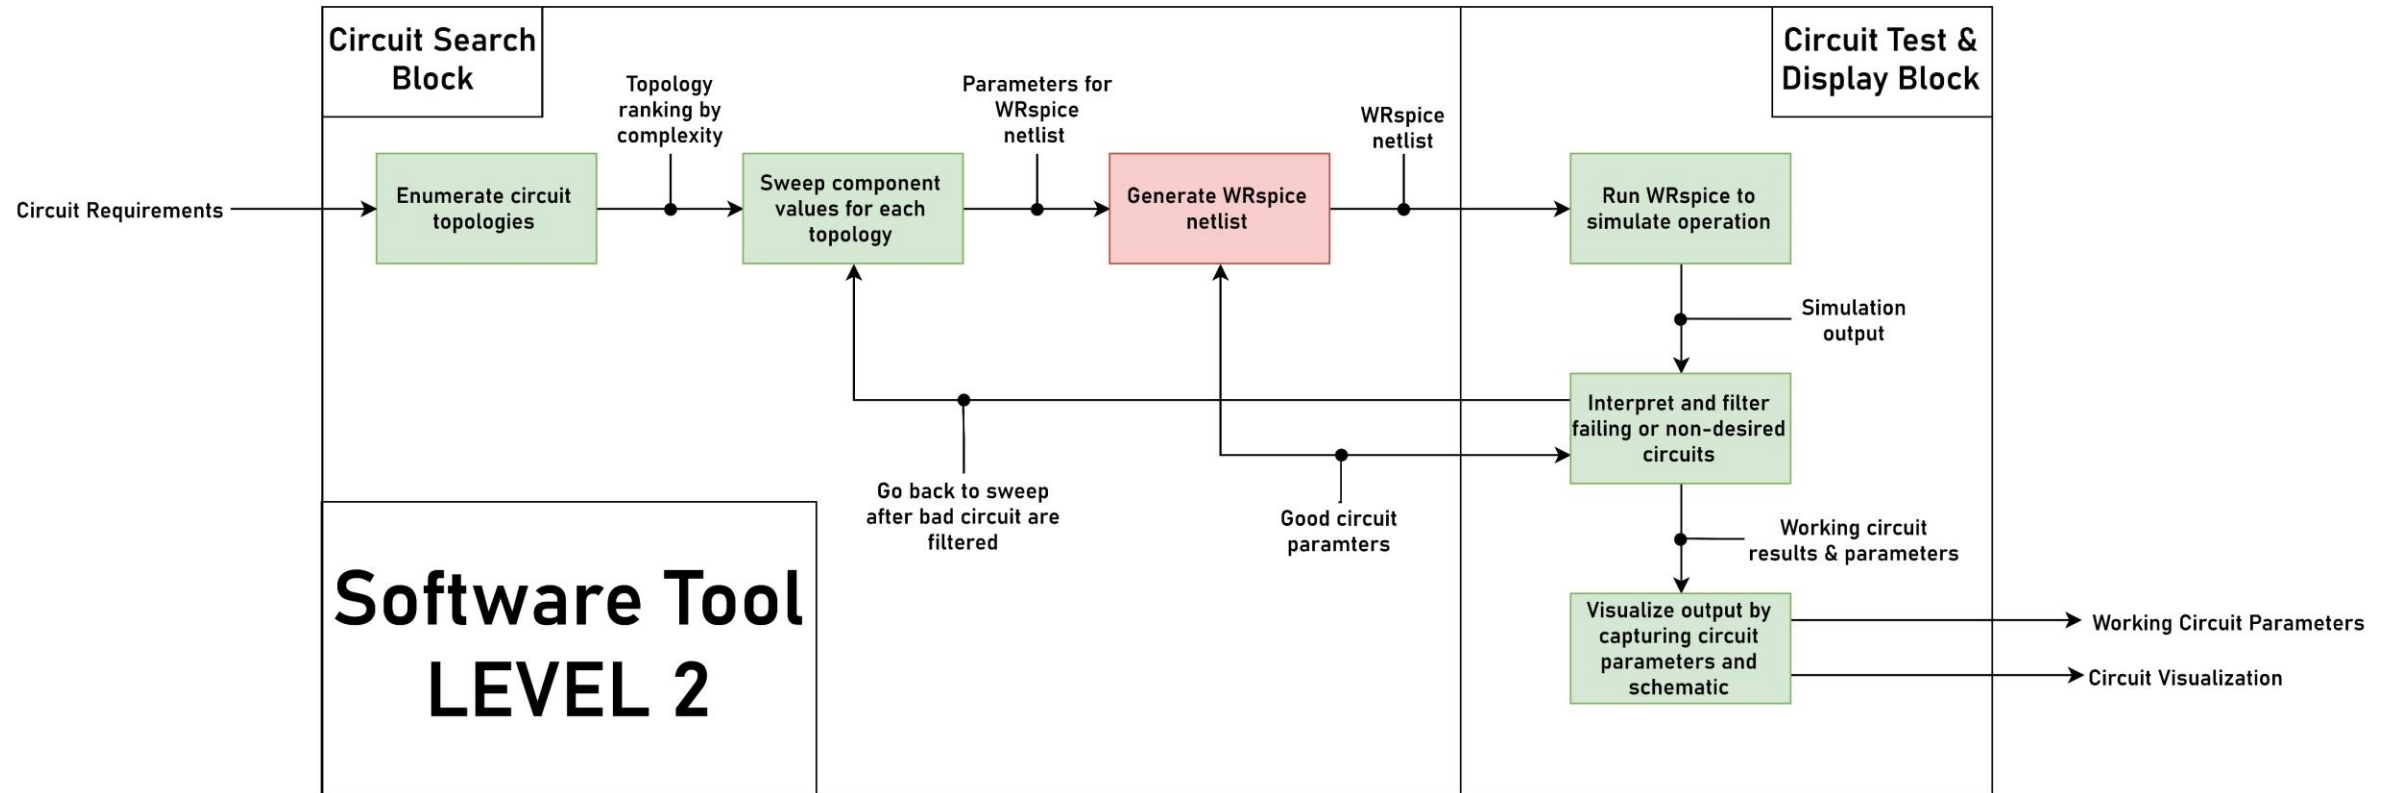 Circuit Search
Block
Circuit Test &
Display Block
Topology
ranking by
complexity
Parameters for
WRspice
netlist
WRspice
netlist
Circuit Requirements
Enumerate circuit
topologies
Sweep component
values for each
topology
Generate WRspice
netlist
Run WRspice to
simulate operation
Simulation
output
Interpret and filter
failing or non-desired
circuits
Go back to sweep
after bad circuit are
filtered
Good circuit
paramters
Working circuit
results & parameters
Software Tool
LEVEL 2
Visualize output by
capturing circuit
parameters and
schematic
Working Circuit Parameters
Circuit Visualization